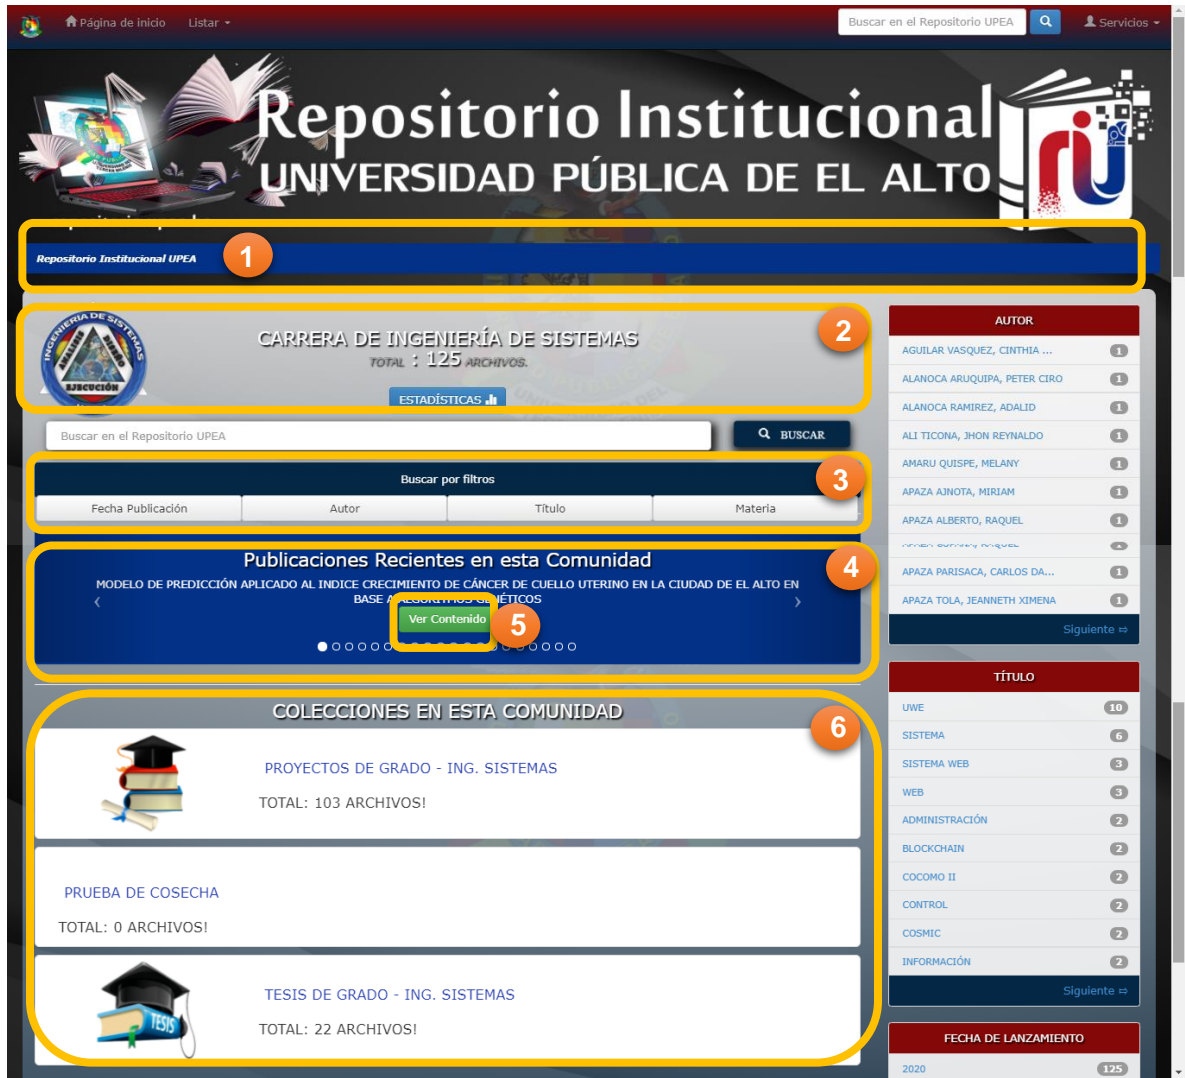 Página de inicio Listar
Buscar en el Repositorio UPEA
Servicios
Repositorio Institucional
UNIVERSIDAD PÚBLICA DE EL ALTO
Repositorio Institucional UPEA
1
INGENIERÍA DE SISTEMAS
EJECUCIÓN
CARRERA DE INGENIERÍA DE SISTEMAS
TOTAL : 125 ARCHIVOS.
ESTADÍSTICAS
2
Buscar en el Repositorio UPEA
BUSCAR
Buscar por filtros
3
Fecha Publicación Autor Título Materia
Publicaciones Recientes en esta Comunidad
4
MODELO DE PREDICCIÓN APLICADO AL INDICE CRECIMIENTO DE CÁNCER DE CUELLO UTERINO EN LA CIUDAD DE EL ALTO EN
BASE A ALGORITMOS GENÉTICOS
‹ ›
Ver Contenido
5
COLECCIONES EN ESTA COMUNIDAD
6
PROYECTOS DE GRADO - ING. SISTEMAS
TOTAL: 103 ARCHIVOS!
PRUEBA DE COSECHA
TOTAL: 0 ARCHIVOS!
TESIS
TESIS DE GRADO - ING. SISTEMAS
TOTAL: 22 ARCHIVOS!
AUTOR
AGUILAR VASQUEZ, CINTHIA ... 1
ALANOCA ARUQUIPA, PETER CIRO 1
ALANOCA RAMIREZ, ADALID 1
ALI TICONA, JHON REYNALDO 1
AMARU QUISPE, MELANY 1
APAZA AJNOTA, MIRIAM 1
APAZA ALBERTO, RAQUEL 1
APAZA PARISACA, CARLOS DA... 1
APAZA TOLA, JEANNETH XIMENA 1
Siguiente ⇨
TÍTULO
UWE 10
SISTEMA 6
SISTEMA WEB 3
WEB 3
ADMINISTRACIÓN 2
BLOCKCHAIN 2
COCOMO II 2
CONTROL 2
COSMIC 2
INFORMACIÓN 2
Siguiente ⇨
FECHA DE LANZAMIENTO
2020 125